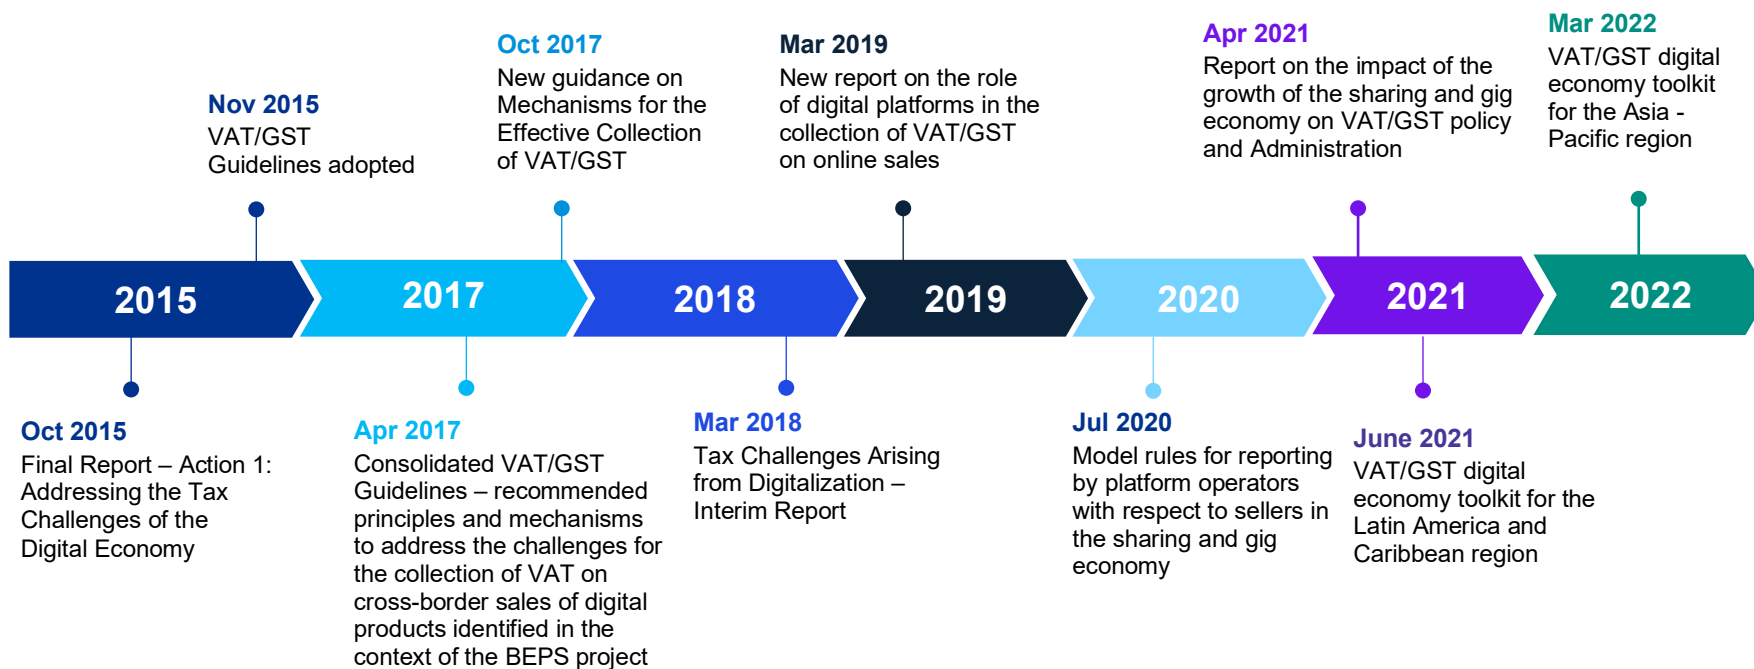 Nov 2015
VAT/GST
Guidelines adopted
Oct 2017
New guidance on
Mechanisms for the
Effective Collection
of VAT/GST
Mar 2019
New report on the role
of digital platforms in the
collection of VAT/GST
on online sales
Apr 2021
Report on the impact of the
growth of the sharing and gig
economy on VAT/GST policy
and Administration
Mar 2022
VAT/GST digital
economy toolkit
for the Asia -
Pacific region
2015
2017
2018
2019
2020
2021
2022
Oct 2015
Final Report – Action 1:
Addressing the Tax
Challenges of the
Digital Economy
Apr 2017
Consolidated VAT/GST
Guidelines – recommended
principles and mechanisms
to address the challenges for
the collection of VAT on
cross-border sales of digital
products identified in the
context of the BEPS project
Mar 2018
Tax Challenges Arising
from Digitalization –
Interim Report
Jul 2020
Model rules for reporting
by platform operators
with respect to sellers in
the sharing and gig
economy
June 2021
VAT/GST digital
economy toolkit for the
Latin America and
Caribbean region